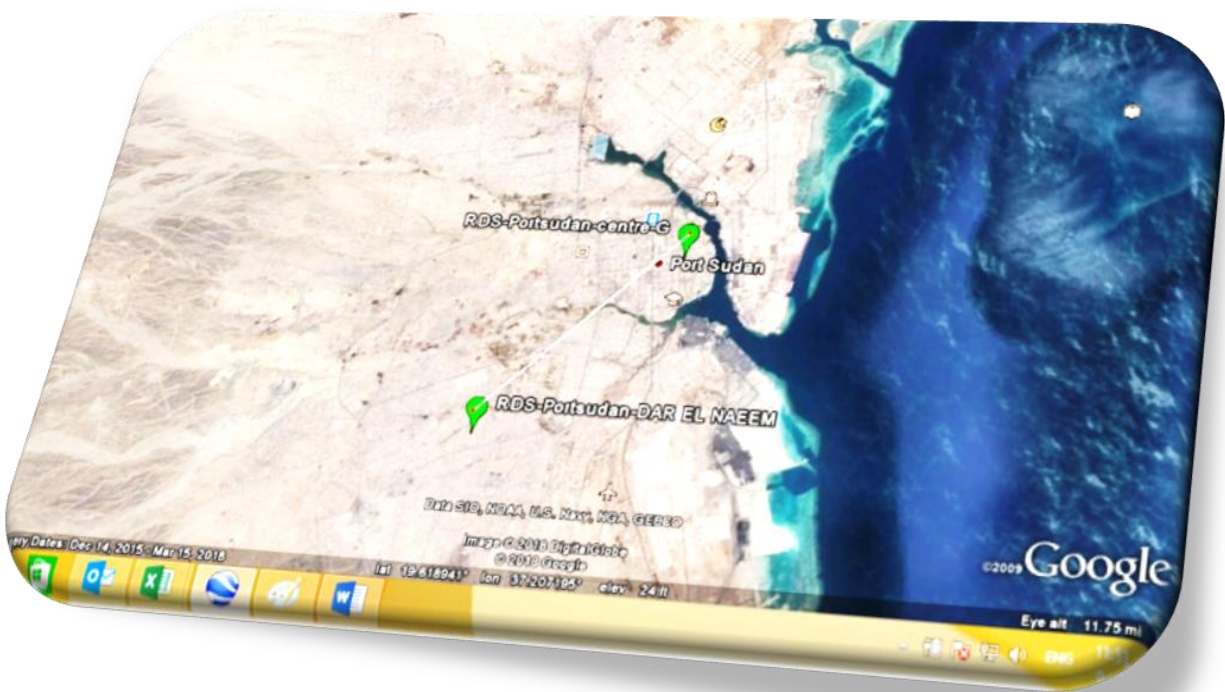 RDS-Portsudan-centre-G
Port Sudan
RDS-Portsudan-DAR EL NAEEM
Data SIO, NOAA, U.S. Navy, NGA, GEBCO
Image © 2018 DigitalGlobe
© 2018 Google
©2009 Google
ery Dates: Dec 14, 2015 - Mar 15, 2018
lat 19.618941° lon 37.207195° elev 24 ft
Eye alt 11.75 mi
ENG